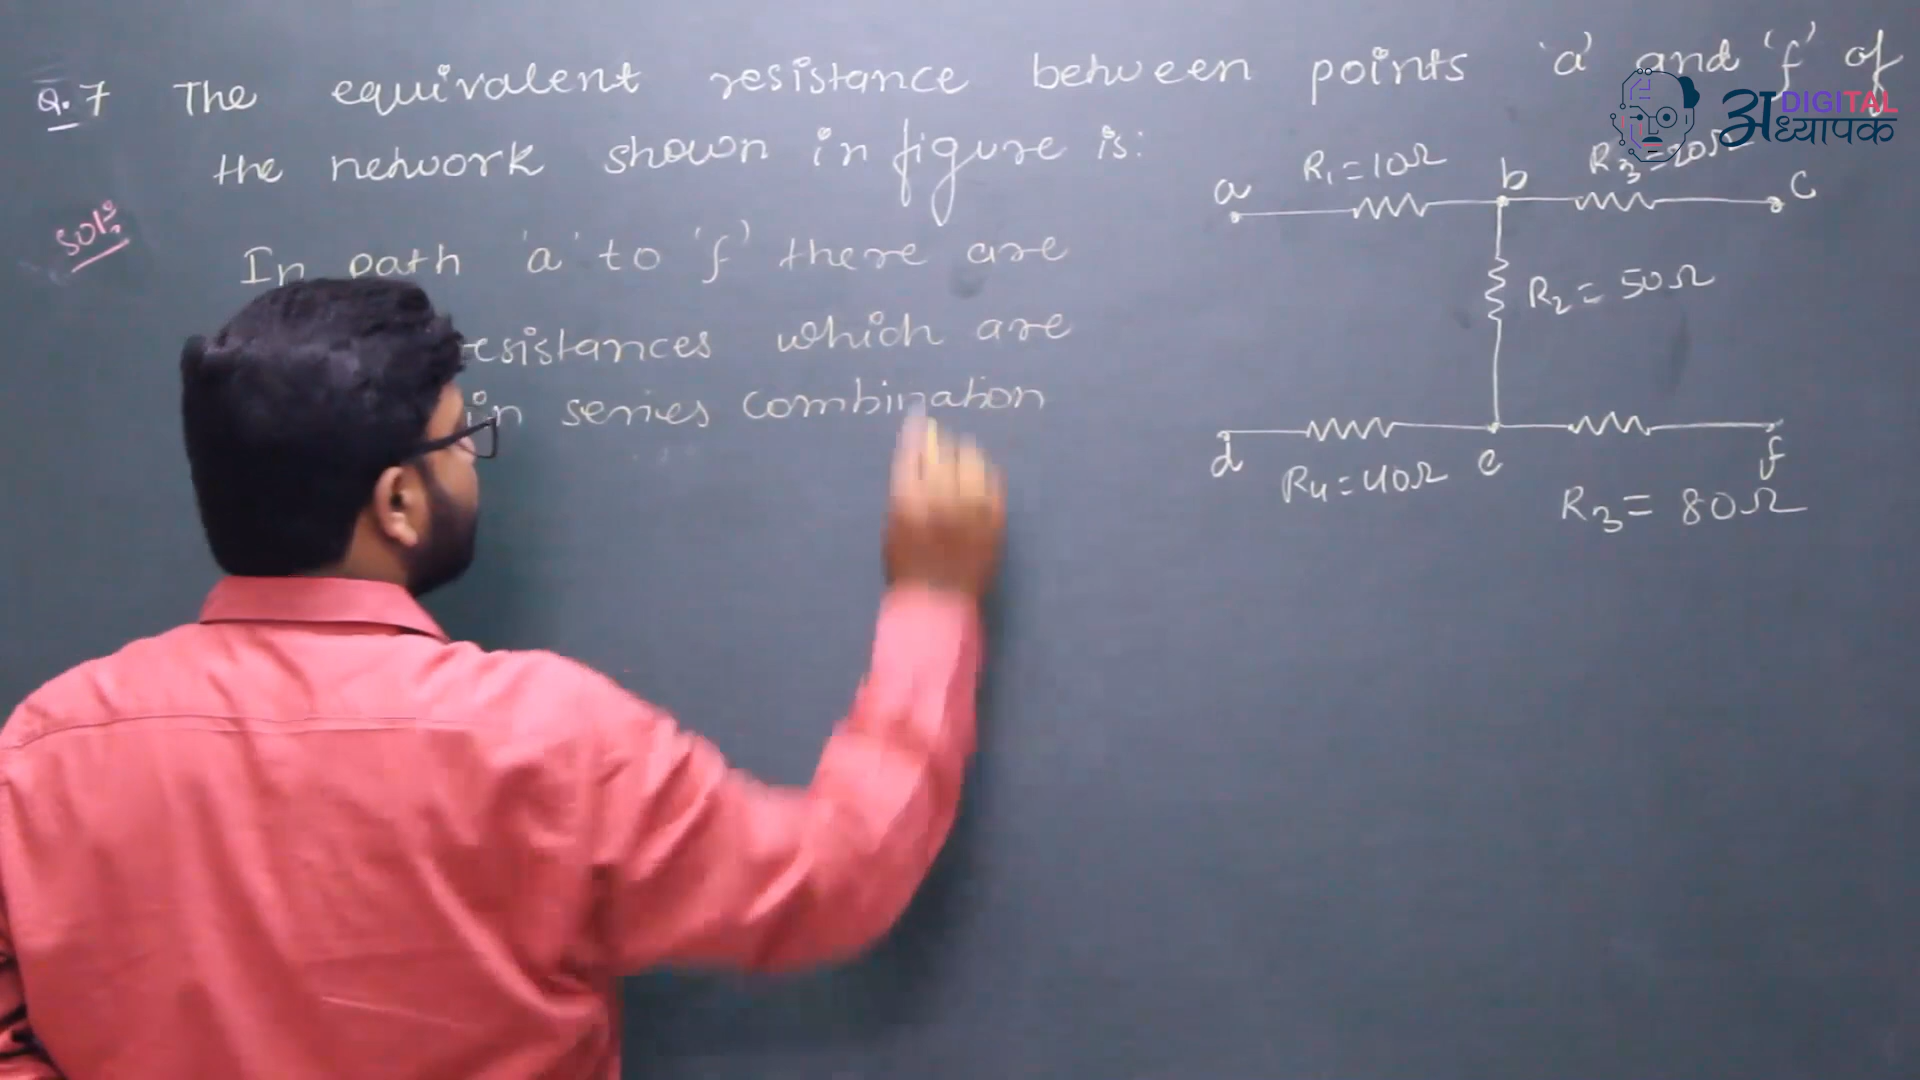 Q.7 The equivalent resistance between points 'a' and 'f' of
the network shown in figure is:
DIGITAL
अध्यापक
Sol:
In path 'a' to 'f' there are
resistances which are
in series combination
a
R₁=10Ω
b
C
R₂ = 50Ω
d
R₄=40Ω
e
f
R₃ = 80Ω